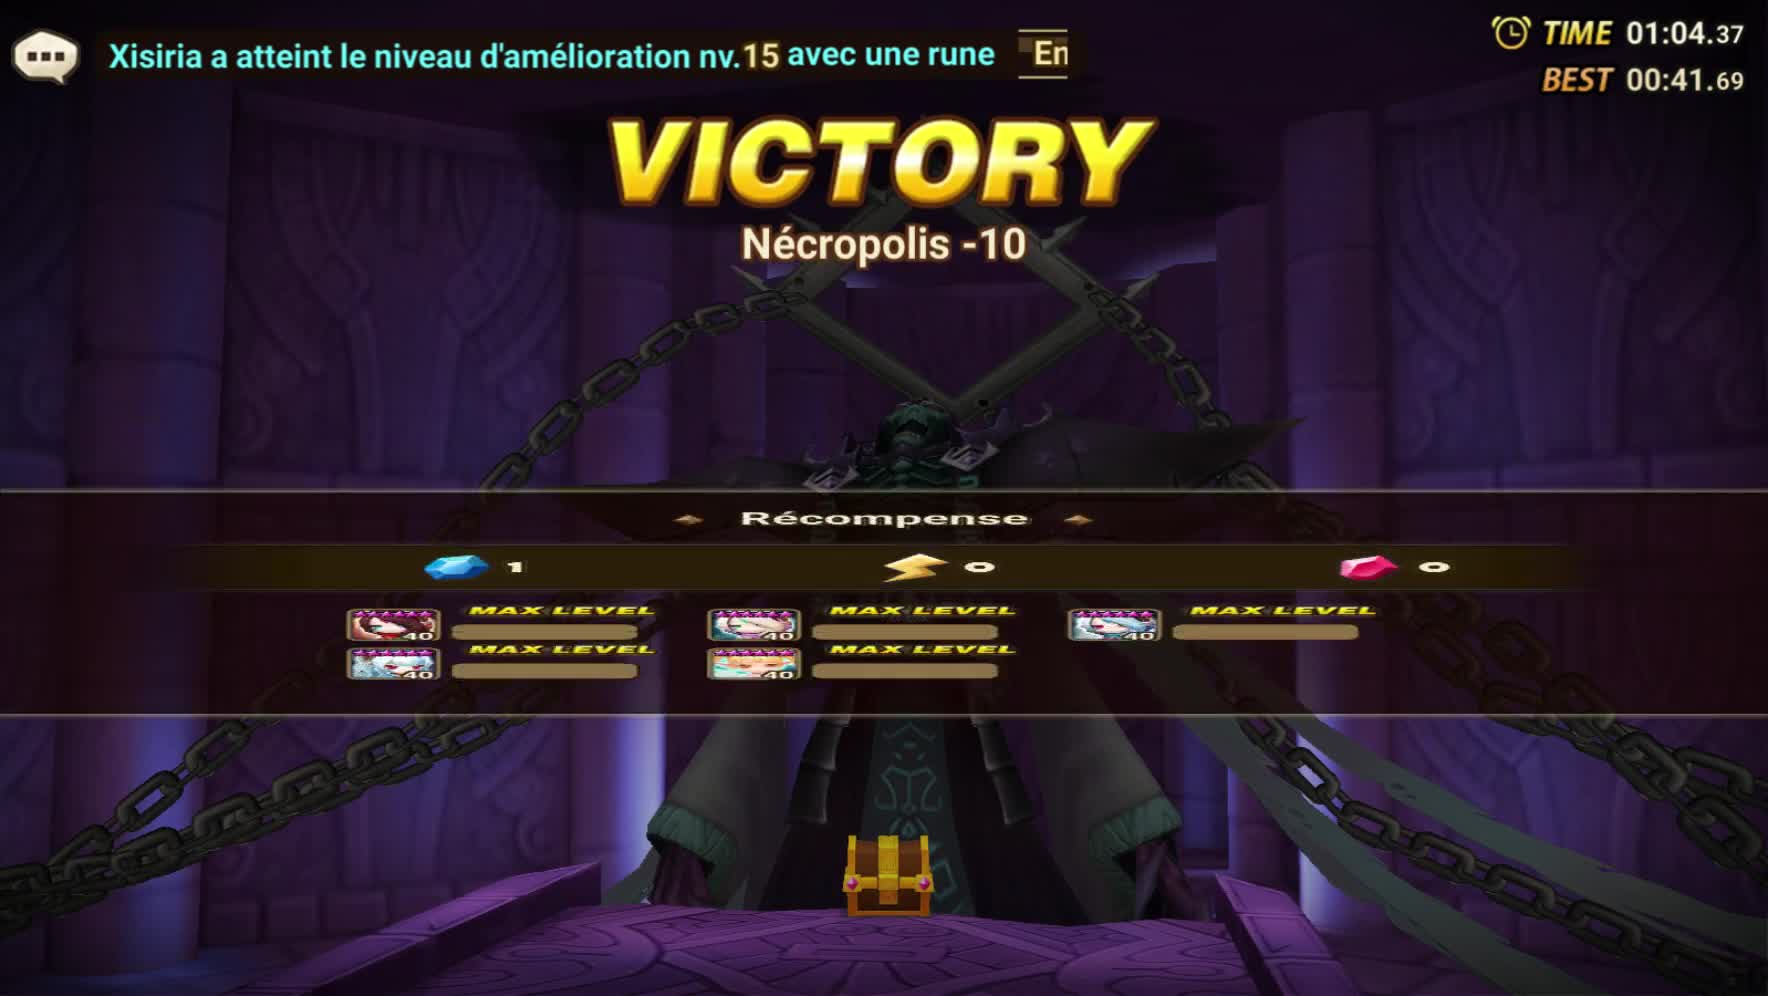 Xisiria a atteint le niveau d'amélioration nv.15 avec une rune En
TIME 01:04.37
BEST 00:41.69
VICTORY
Nécropolis -10
Récompense
1 0 0
MAX LEVEL MAX LEVEL MAX LEVEL
40 40 40
MAX LEVEL MAX LEVEL
40 40